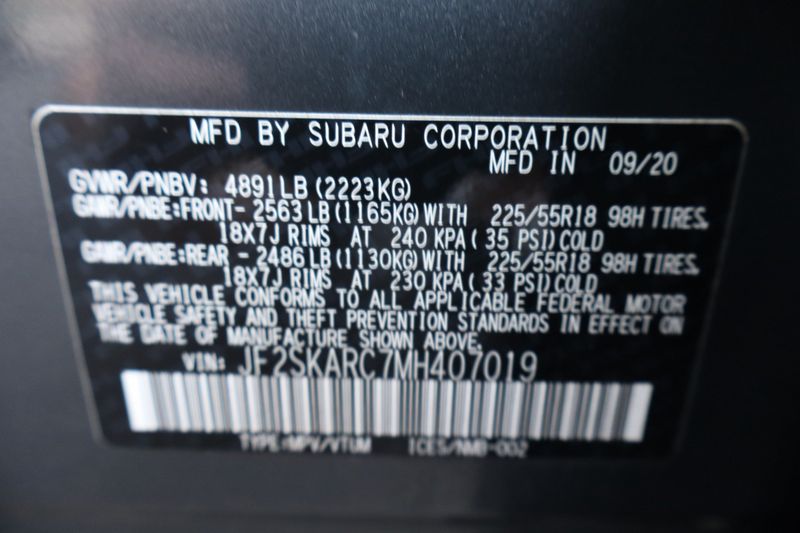 MFD BY SUBARU CORPORATION
MFD IN 09/20
GVWR/PNBV: 4891LB(2223KG)
GAWR/PNBE:FRONT- 2563LB(1165KG)WITH 225/55R18 98H TIRES.
18X7J RIMS AT 240 KPA(35 PSI)COLD
GAWR/PNBE:REAR - 2486LB(1130KG)WITH 225/55R18 98H TIRES.
18X7J RIMS AT 230 KPA(33 PSI)COLD
THIS VEHICLE CONFORMS TO ALL APPLICABLE FEDERAL MOTOR
VEHICLE SAFETY AND THEFT PREVENTION STANDARDS IN EFFECT ON
THE DATE OF MANUFACTURE SHOWN ABOVE.
VIN: JF2SKARC7MH407019
TYPE:MPV/VTUM ICES/NMB-002